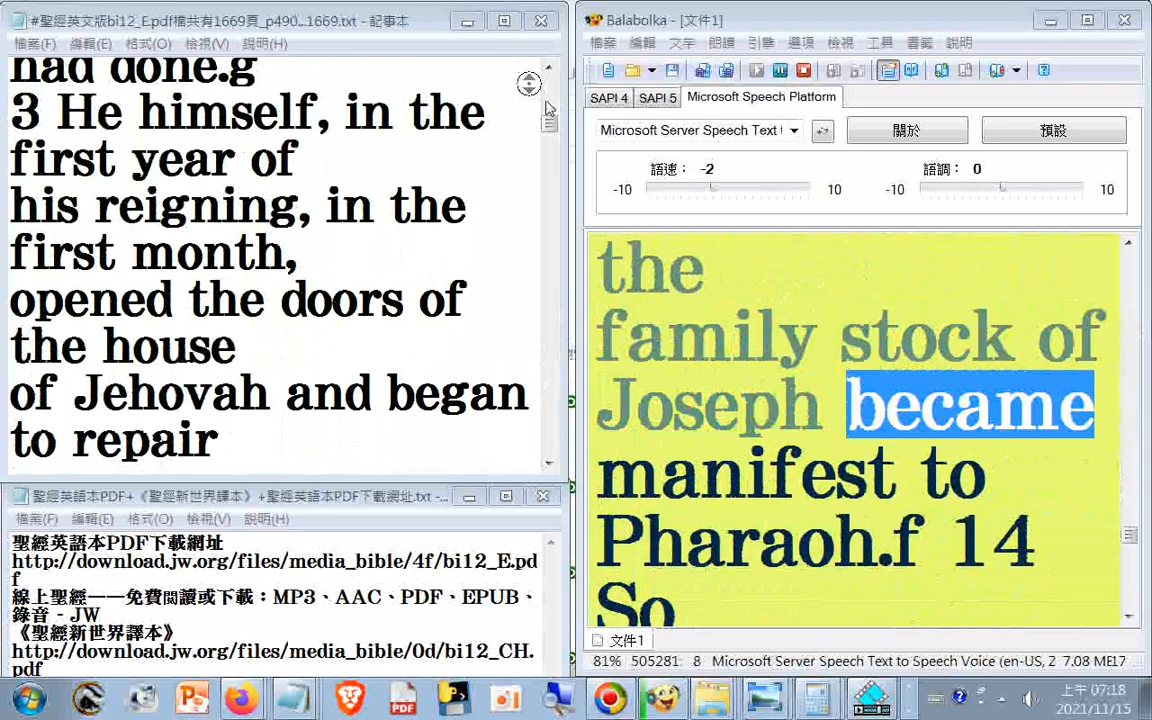 #聖經英文版bi12_E.pdf檔共有1669頁_p490...1669.txt - 記事本
檔案(F) 編輯(E) 格式(O) 檢視(V) 說明(H)
had done.g
3 He himself, in the
first year of
his reigning, in the
first month,
opened the doors of
the house
of Jehovah and began
to repair
聖經英語本PDF+《聖經新世界譯本》+聖經英語本PDF下載網址.txt -...
檔案(F) 編輯(E) 格式(O) 檢視(V) 說明(H)
聖經英語本PDF下載網址
http://download.jw.org/files/media_bible/4f/bi12_E.pd
f
線上聖經——免費閱讀或下載：MP3、AAC、PDF、EPUB、
錄音 - JW
《聖經新世界譯本》
http://download.jw.org/files/media_bible/0d/bi12_CH.
pdf
Balabolka - [文件1]
檔案 編輯 文字 朗讀 引擎 選項 檢視 工具 書籤 說明
SAPI 4 SAPI 5 Microsoft Speech Platform
Microsoft Server Speech Text t 關於 預設
語速： -2 語調： 0
-10 10 -10 10
the
family stock of
Joseph became
manifest to
Pharaoh.f 14
So
文件1
81% 505281: 8 Microsoft Server Speech Text to Speech Voice (en-US, Z 7.08 ME17
PDF
上午 07:18
2021/11/15